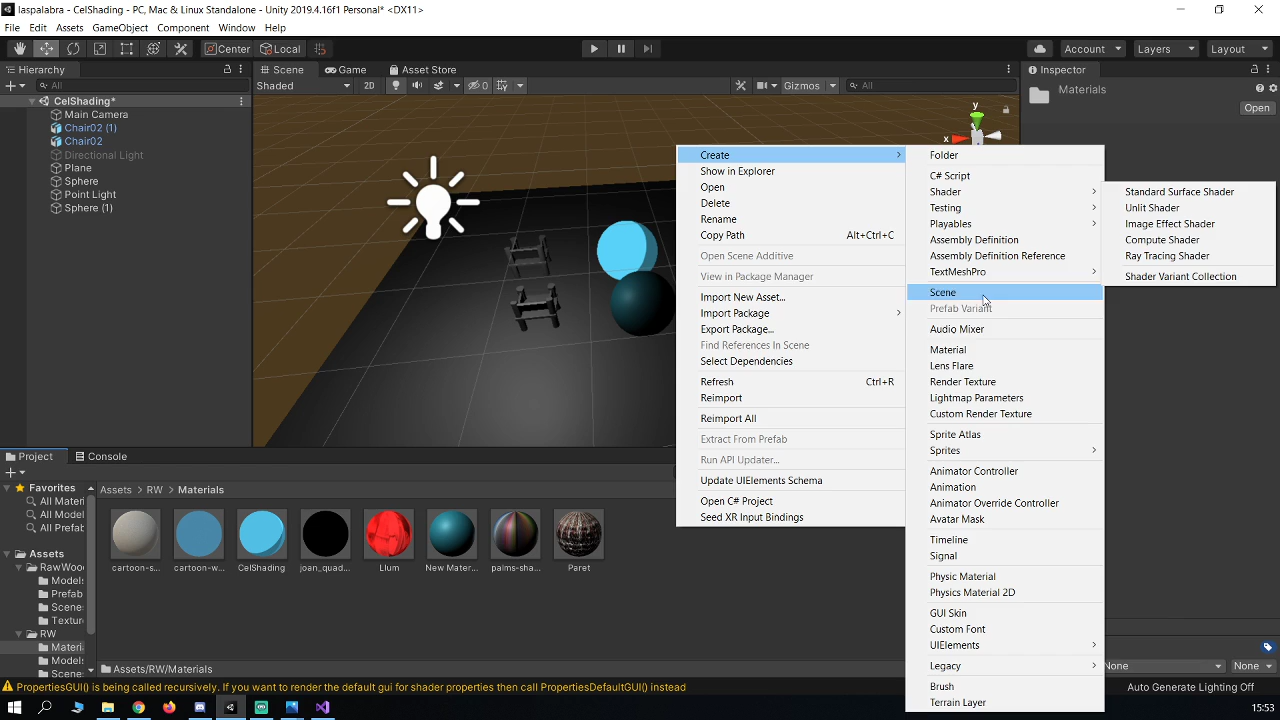 laspalabra - CelShading - PC, Mac & Linux Standalone - Unity 2019.4.16f1 Personal* <DX11>
File Edit Assets GameObject Component Window Help
Center Local Account Layers Layout
Hierarchy
All
CelShading*
Main Camera
Chair02 (1)
Chair02
Directional Light
Plane
Sphere
Point Light
Sphere (1)
Scene Game Asset Store
Shaded 2D 0 Gizmos All
y
x
Inspector
Materials
Open
Create
Show in Explorer
Open
Delete
Rename
Copy Path Alt+Ctrl+C
Open Scene Additive
View in Package Manager
Import New Asset...
Import Package
Export Package...
Find References In Scene
Select Dependencies
Refresh Ctrl+R
Reimport
Reimport All
Extract From Prefab
Run API Updater...
Update UIElements Schema
Open C# Project
Seed XR Input Bindings
Folder
C# Script
Shader
Testing
Playables
Assembly Definition
Assembly Definition Reference
TextMeshPro
Scene
Prefab Variant
Audio Mixer
Material
Lens Flare
Render Texture
Lightmap Parameters
Custom Render Texture
Sprite Atlas
Sprites
Animator Controller
Animation
Animator Override Controller
Avatar Mask
Timeline
Signal
Physic Material
Physics Material 2D
GUI Skin
Custom Font
UIElements
Legacy
Brush
Terrain Layer
Standard Surface Shader
Unlit Shader
Image Effect Shader
Compute Shader
Ray Tracing Shader
Shader Variant Collection
Project Console
Favorites
All Materi
All Model
All Prefab
Assets
RawWoo
Models
Prefab
Scene
Textur
RW
Materi
Models
Scene
Assets RW Materials
cartoon-s... cartoon-w... CelShading joan_quad... Llum New Mater... palms-sha... Paret
Assets/RW/Materials
None None
PropertiesGUI() is being called recursively. If you want to render the default gui for shader properties then call PropertiesDefaultGUI() instead
Auto Generate Lighting Off
15:53